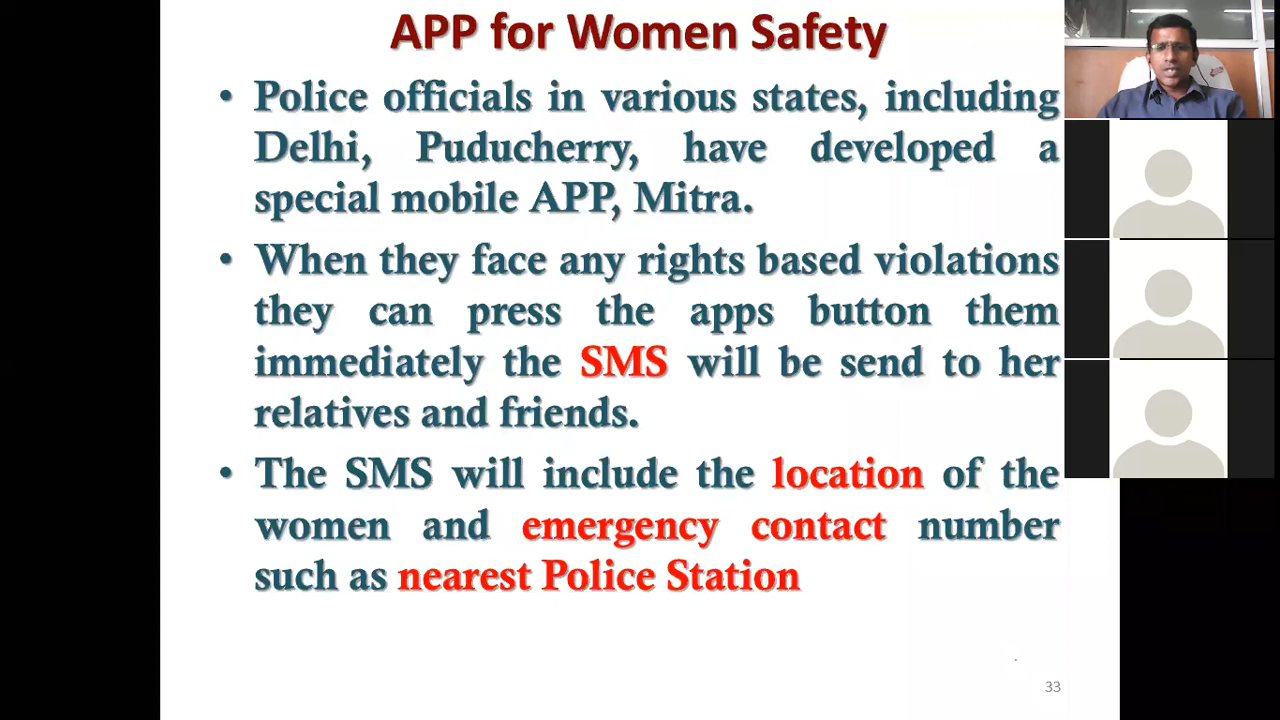 APP for Women Safety
• Police officials in various states, including
Delhi, Puducherry, have developed a
special mobile APP, Mitra.
• When they face any rights based violations
they can press the apps button them
immediately the SMS will be send to her
relatives and friends.
• The SMS will include the location of the
women and emergency contact number
such as nearest Police Station
33